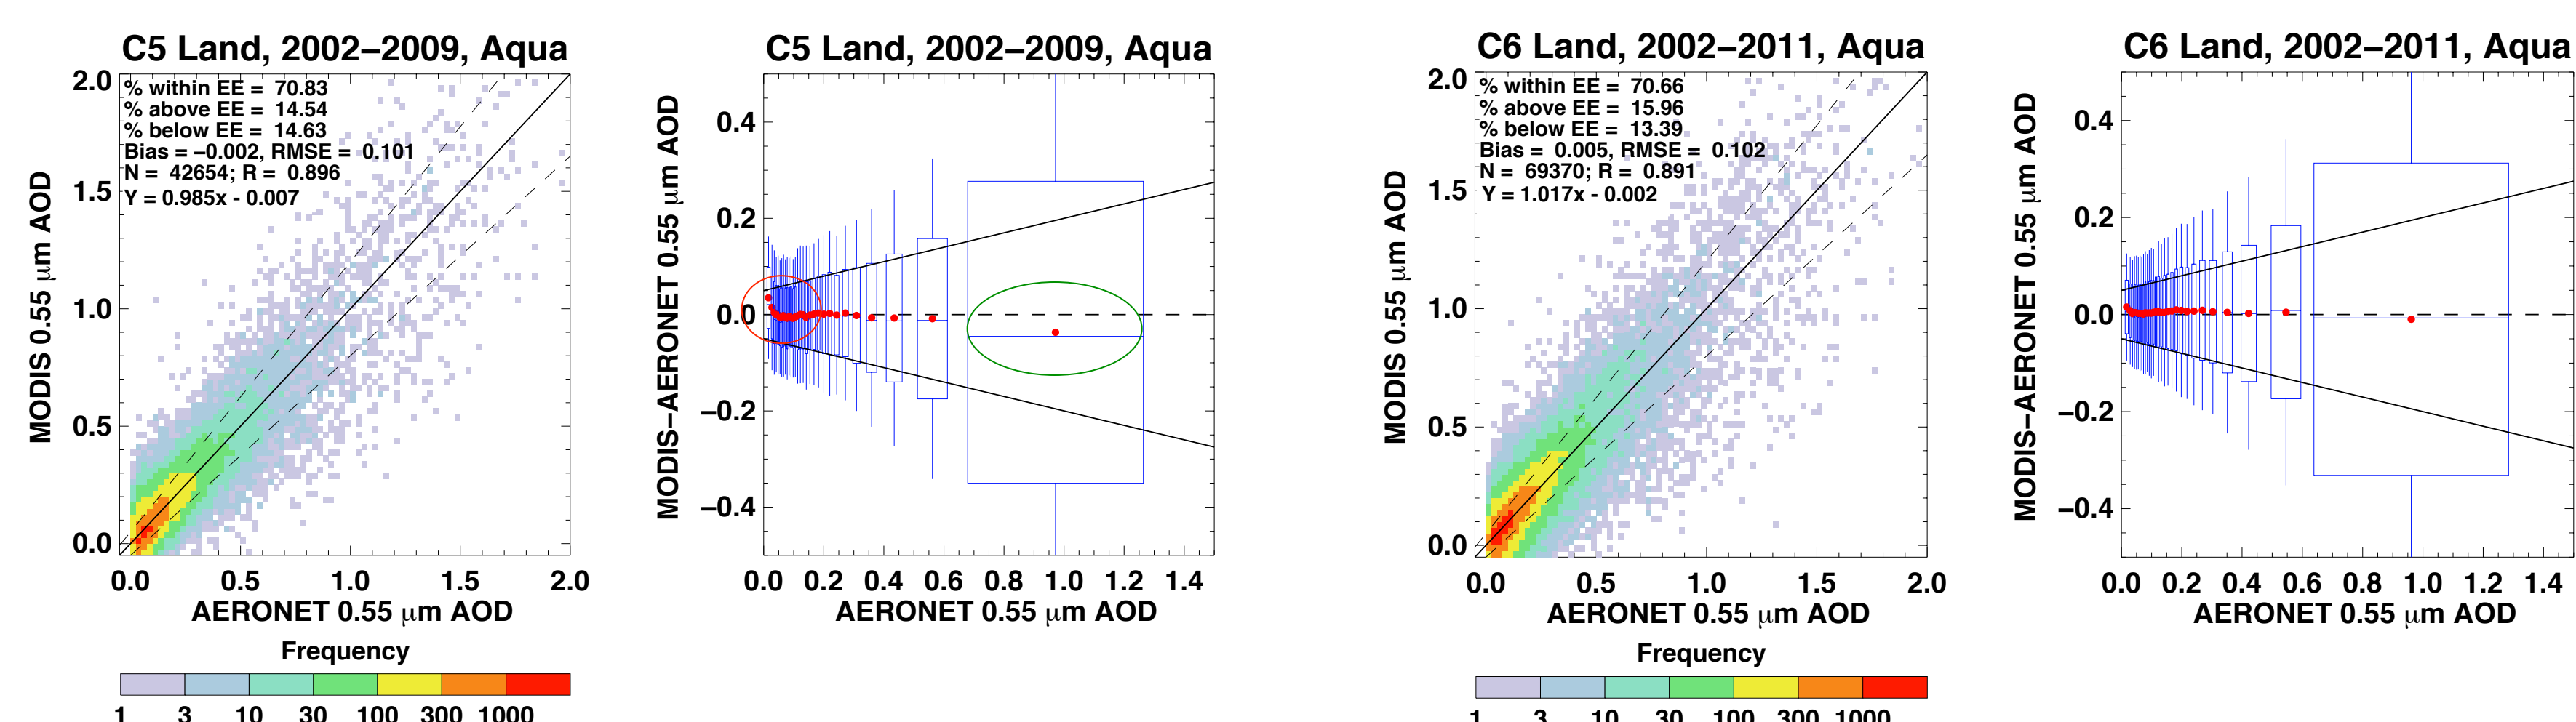 C5 Land, 2002–2009, Aqua
2.0
1.5
1.0
0.5
0.0
MODIS 0.55 μm AOD
% within EE = 70.83
% above EE = 14.54
% below EE = 14.63
Bias = −0.002, RMSE = 0.101
N = 42654; R = 0.896
Y = 0.985x - 0.007
0.0 0.5 1.0 1.5 2.0
AERONET 0.55 μm AOD
Frequency
1 3 10 30 100 300 1000
C5 Land, 2002–2009, Aqua
0.4
0.2
0.0
−0.2
−0.4
MODIS−AERONET 0.55 μm AOD
0.0 0.2 0.4 0.6 0.8 1.0 1.2 1.4
AERONET 0.55 μm AOD
C6 Land, 2002–2011, Aqua
2.0
1.5
1.0
0.5
0.0
MODIS 0.55 μm AOD
% within EE = 70.66
% above EE = 15.96
% below EE = 13.39
Bias = 0.005, RMSE = 0.102
N = 69370; R = 0.891
Y = 1.017x - 0.002
0.0 0.5 1.0 1.5 2.0
AERONET 0.55 μm AOD
Frequency
1 3 10 30 100 300 1000
C6 Land, 2002–2011, Aqua
0.4
0.2
0.0
−0.2
−0.4
MODIS−AERONET 0.55 μm AOD
0.0 0.2 0.4 0.6 0.8 1.0 1.2 1.4
AERONET 0.55 μm AOD